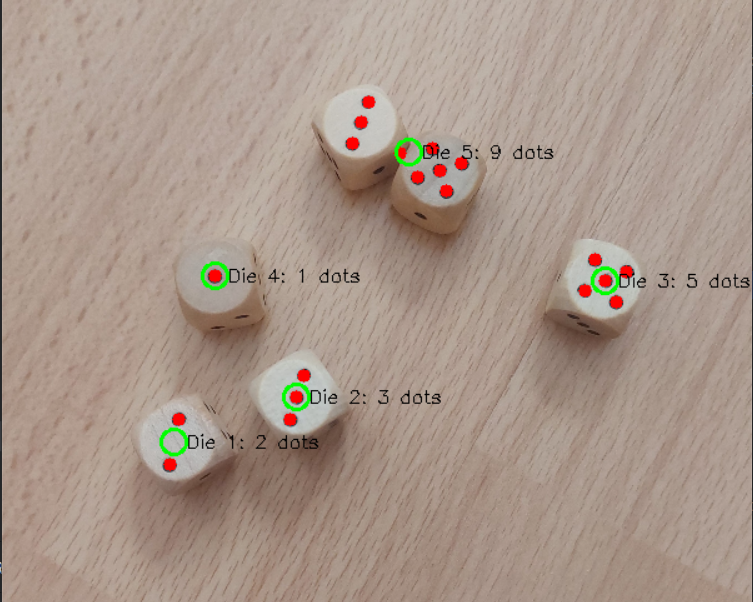 Die 5: 9 dots
Die 4: 1 dots
Die 3: 5 dots
Die 2: 3 dots
Die 1: 2 dots